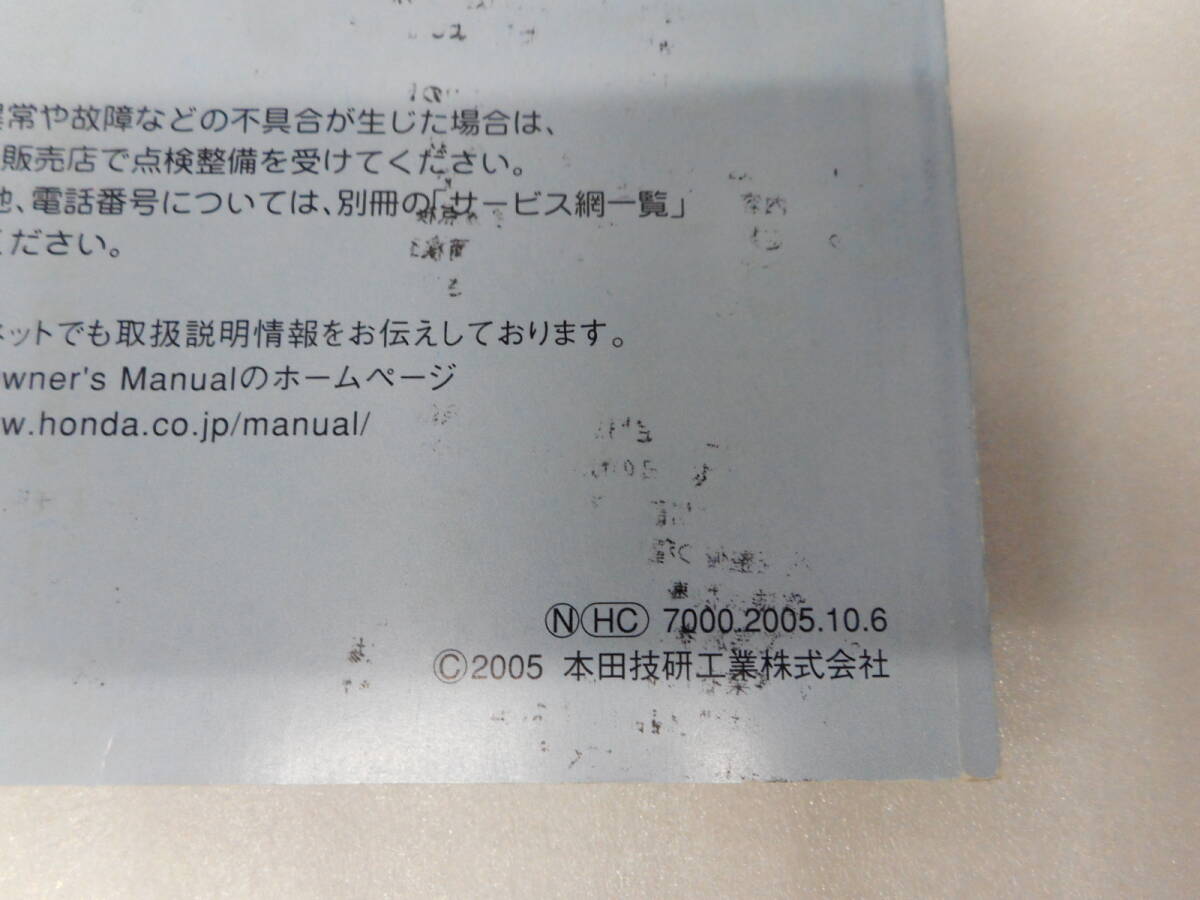 常や故障などの不具合が生じた場合は、
販売店で点検整備を受けてください。
電話番号については、別冊の「サービス網一覧」
ください。
ネットでも取扱説明情報をお伝えしております。
wner's Manualのホームページ
w.honda.co.jp/manual/
Ⓝ HC 7000.2005.10.6
©2005 本田技研工業株式会社